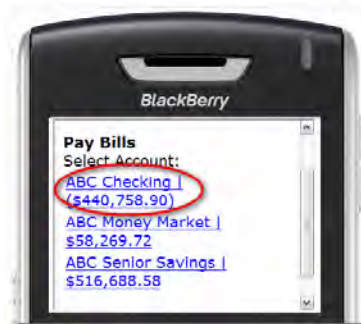 BlackBerry
Pay Bills
Select Account:
ABC Checking |
($440,758.90)
ABC Money Market |
$58,269.72
ABC Senior Savings |
$516,688.58